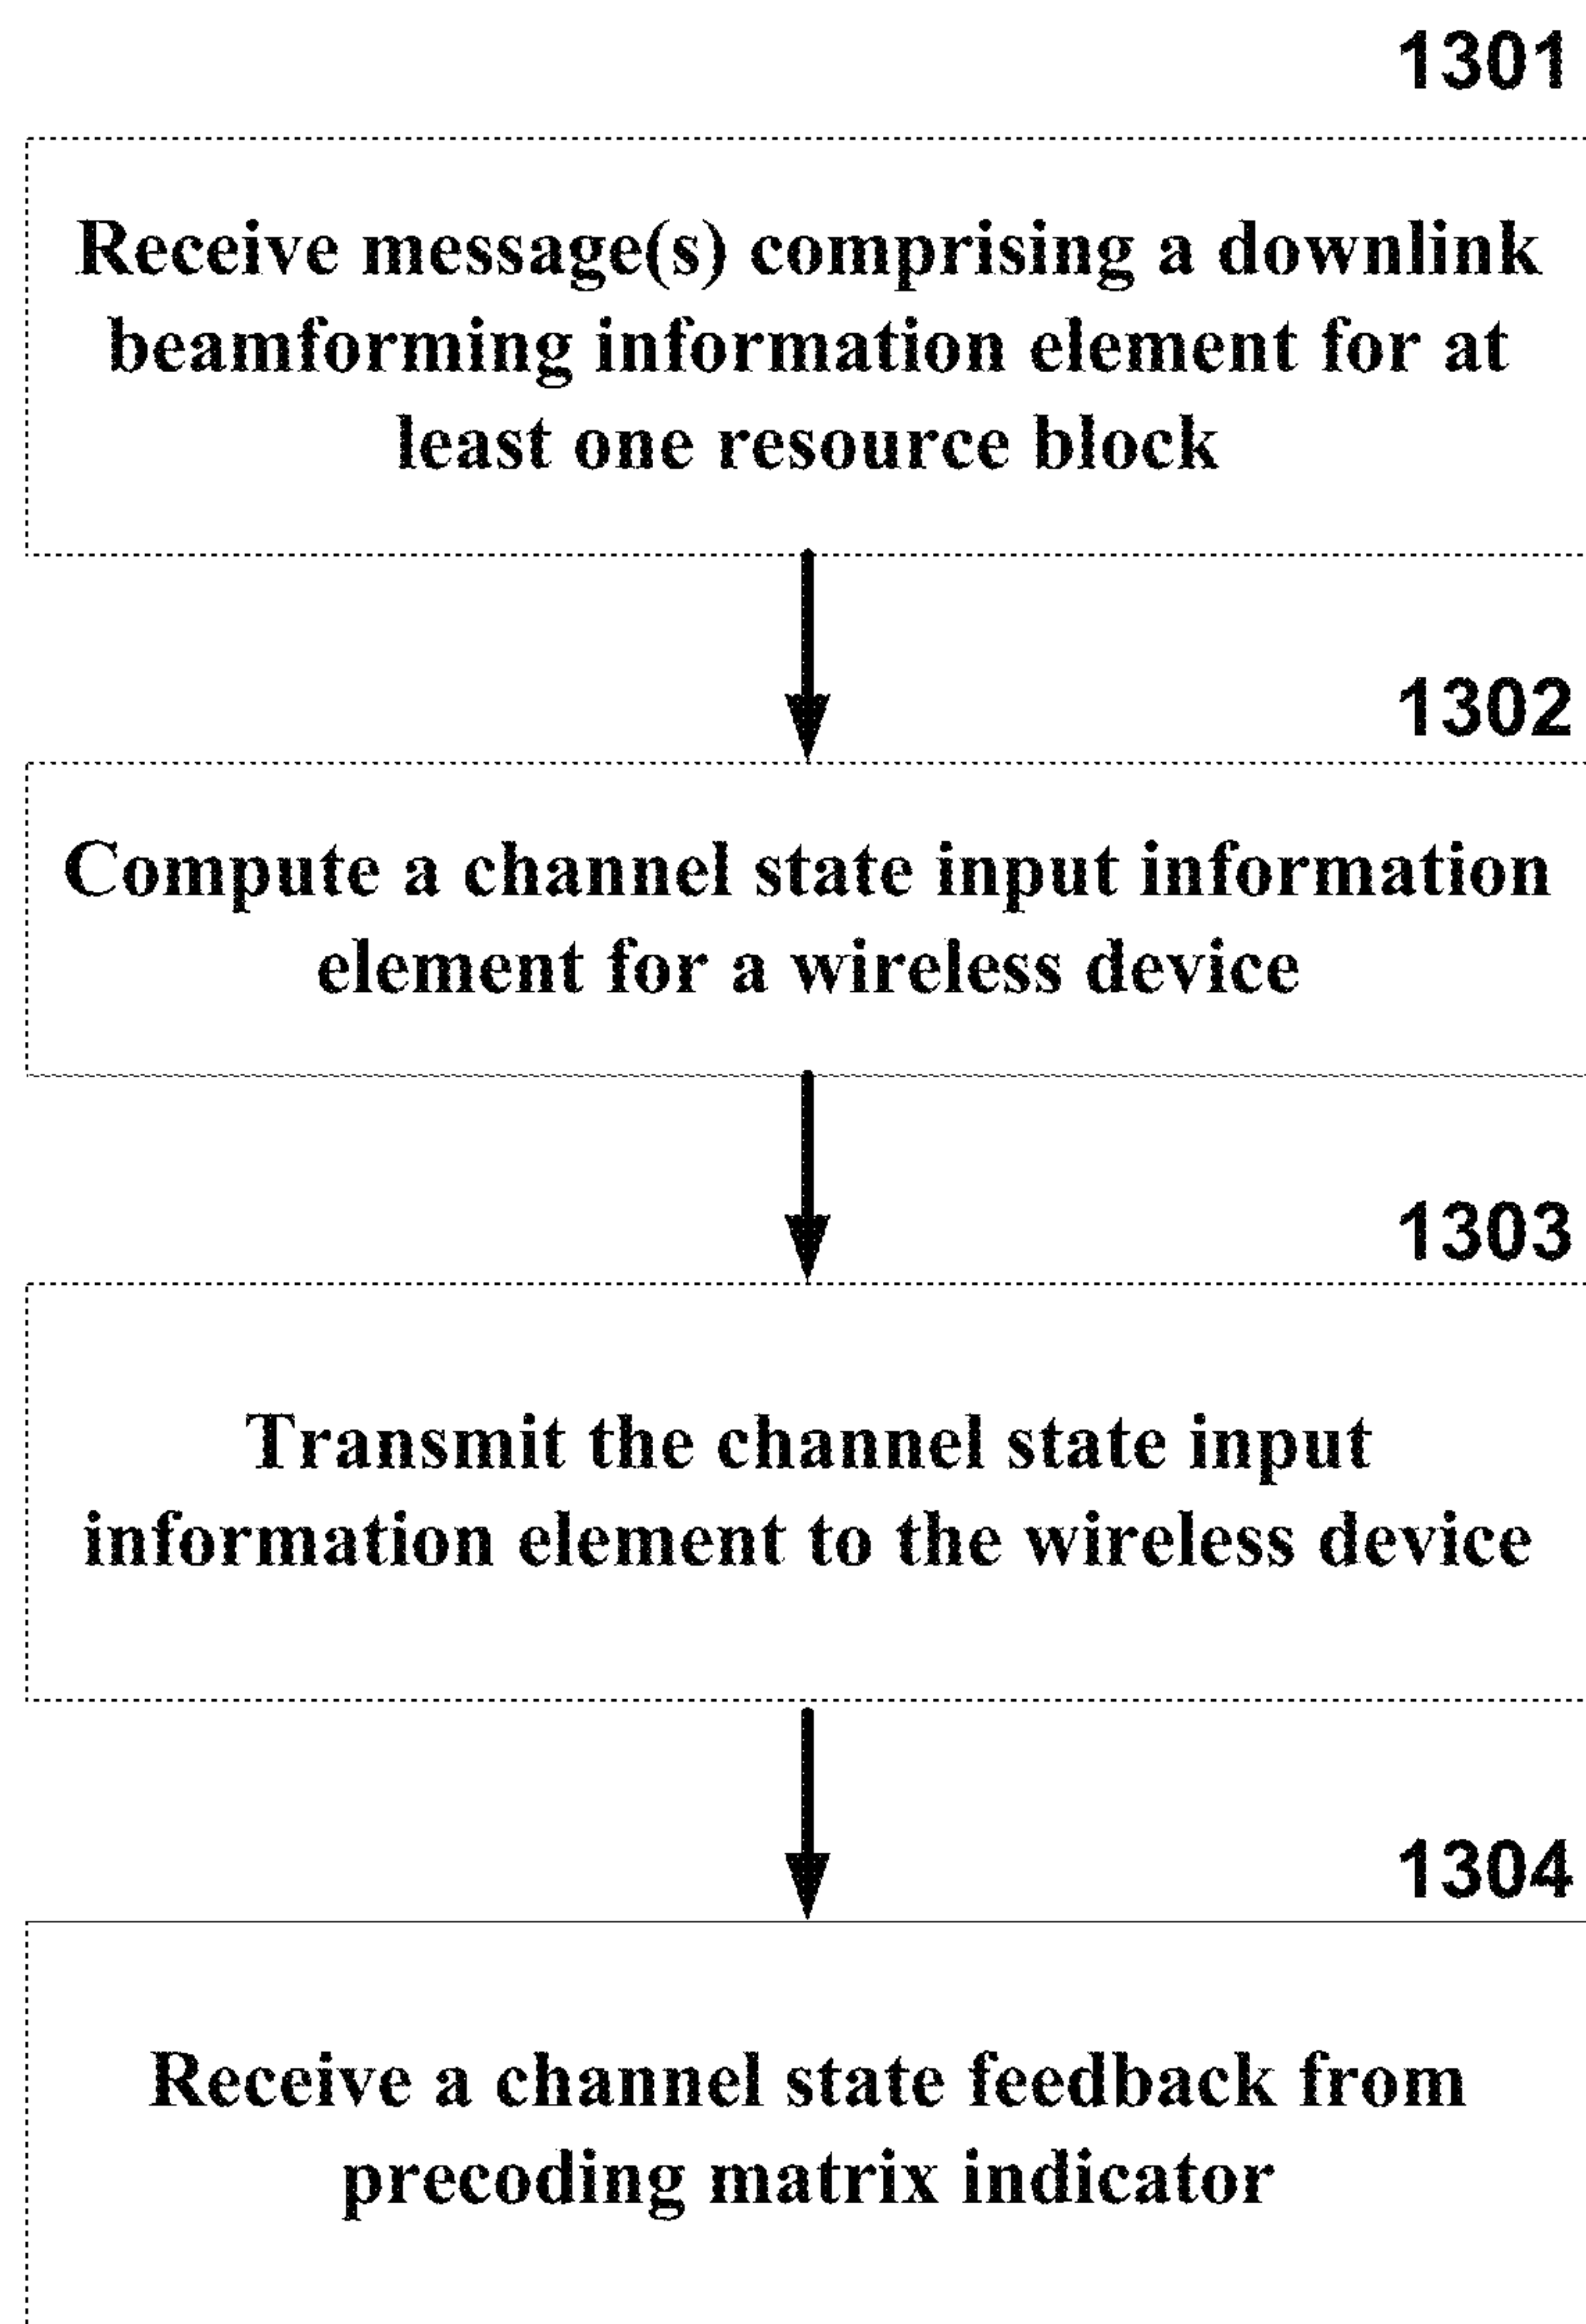 1301
Receive message(s) comprising a downlink
beamforming information element for at
least one resource block
1302
Compute a channel state input information
element for a wireless device
1303
Transmit the channel state input
information element to the wireless device
1304
Receive a channel state feedback from
precoding matrix indicator